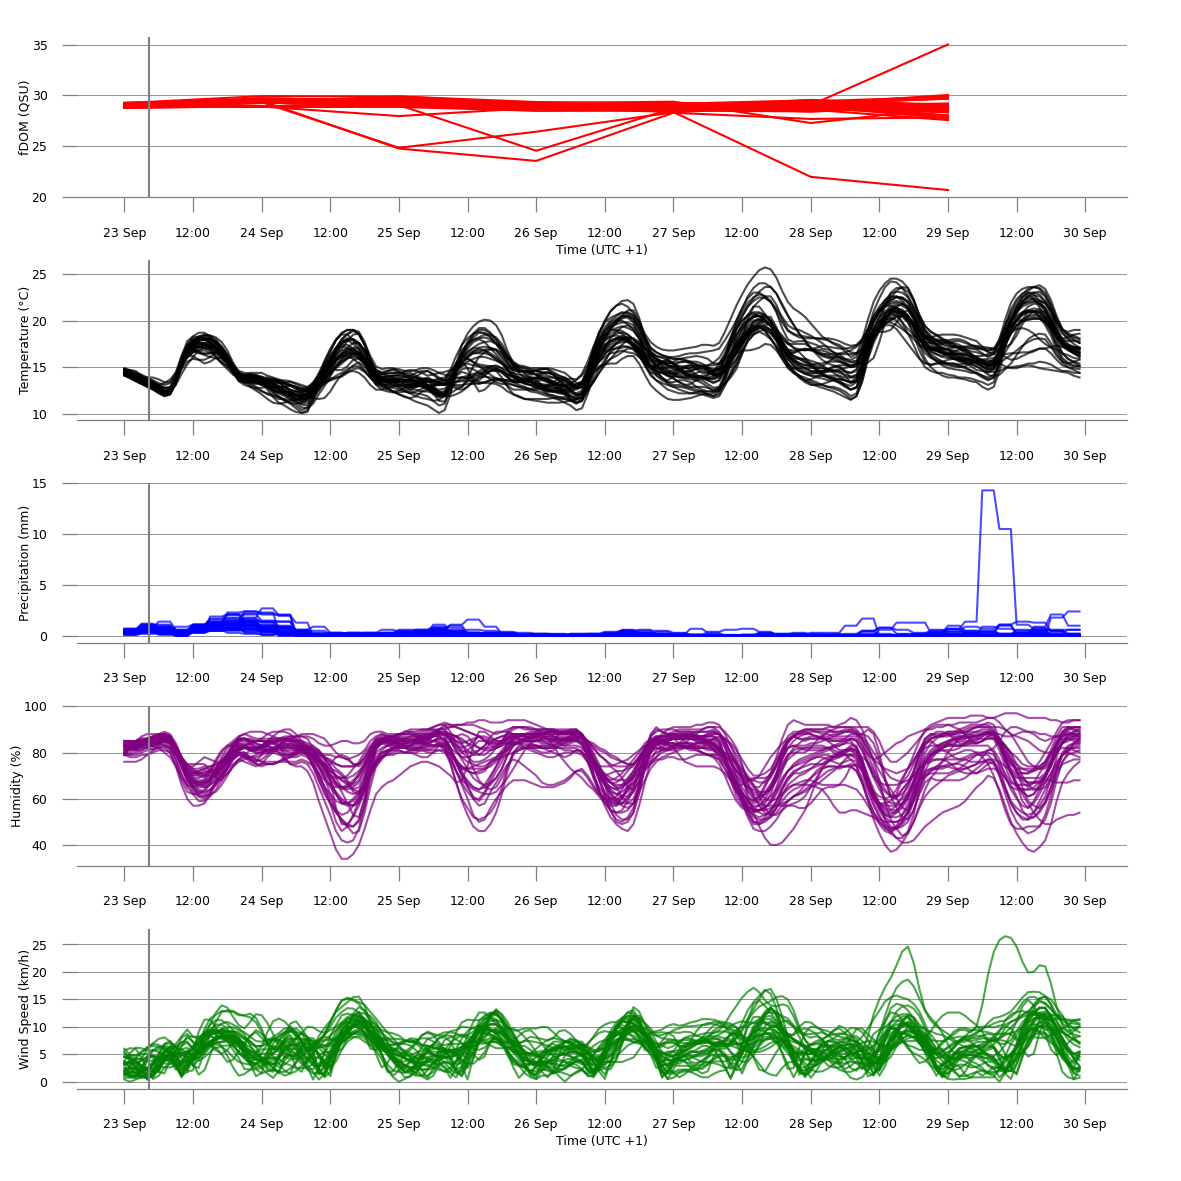 35
30
25
20
fDOM (QSU)
23 Sep 12:00 24 Sep 12:00 25 Sep 12:00 26 Sep 12:00 27 Sep 12:00 28 Sep 12:00 29 Sep 12:00 30 Sep
Time (UTC +1)
25
20
15
10
Temperature (°C)
23 Sep 12:00 24 Sep 12:00 25 Sep 12:00 26 Sep 12:00 27 Sep 12:00 28 Sep 12:00 29 Sep 12:00 30 Sep
15
10
5
0
Precipitation (mm)
23 Sep 12:00 24 Sep 12:00 25 Sep 12:00 26 Sep 12:00 27 Sep 12:00 28 Sep 12:00 29 Sep 12:00 30 Sep
100
80
60
40
Humidity (%)
23 Sep 12:00 24 Sep 12:00 25 Sep 12:00 26 Sep 12:00 27 Sep 12:00 28 Sep 12:00 29 Sep 12:00 30 Sep
25
20
15
10
5
0
Wind Speed (km/h)
23 Sep 12:00 24 Sep 12:00 25 Sep 12:00 26 Sep 12:00 27 Sep 12:00 28 Sep 12:00 29 Sep 12:00 30 Sep
Time (UTC +1)